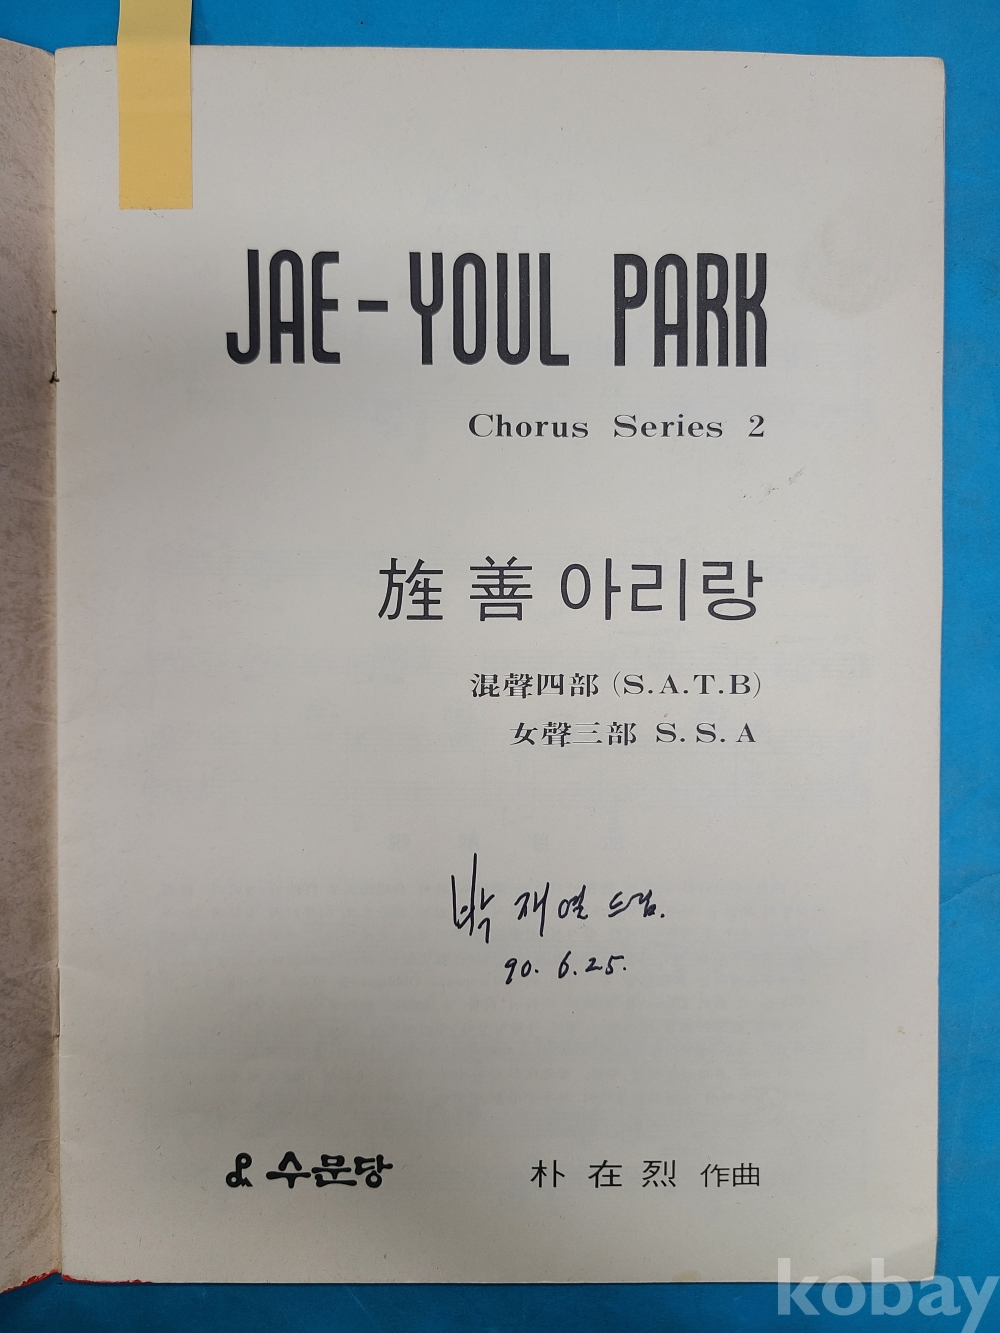 JAE-YOUL PARK
Chorus Series 2
旌善아리랑
混聲四部 (S.A.T.B)
女聲三部 S.S.A
박재열 드림.
90. 6. 25.
수문당
朴在烈 作曲
kobay